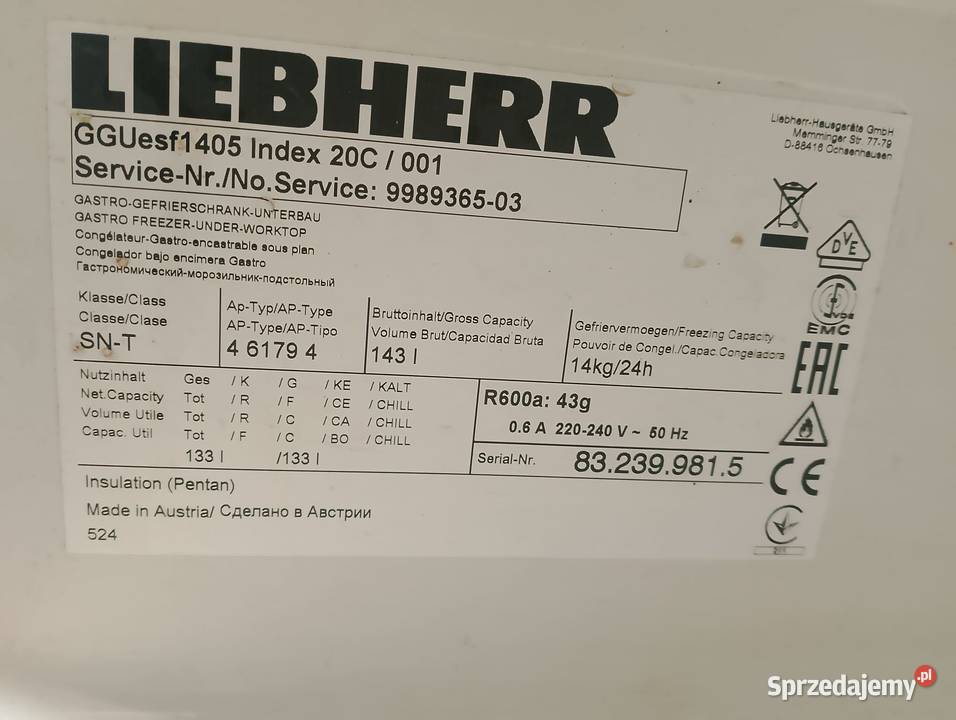 LIEBHERR
Liebherr-Hausgeräte GmbH
Memminger Str. 77-79
D-88416 Ochsenhausen
GGUesf1405 Index 20C / 001
Service-Nr./No.Service: 9989365-03
GASTRO-GEFRIERSCHRANK-UNTERBAU
GASTRO FREEZER-UNDER-WORKTOP
Congélateur-Gastro-encastrable sous plan
Congelador bajo encimera Gastro
Гастрономический-морозильник-подстольный
DVE
VDE
EMC
EAC
Klasse/Class
Classe/Clase
SN-T
Ap-Typ/AP-Type
AP-Type/AP-Tipo
4 6179 4
Bruttoinhalt/Gross Capacity
Volume Brut/Capacidad Bruta
143 l
Gefriervermoegen/Freezing Capacity
Pouvoir de Congel./Capac.Congeladora
14kg/24h
Nutzinhalt Ges / K / G / KE / KALT
Net.Capacity Tot / R / F / CE / CHILL
Volume Utile Tot / R / C / CA / CHILL
Capac. Util Tot / F / C / BO / CHILL
133 l /133 l
R600a: 43g
0.6 A 220-240 V ~ 50 Hz
Serial-Nr. 83.239.981.5
CE
Insulation (Pentan)
Made in Austria/ Сделано в Австрии
524
Sprzedajemy.pl